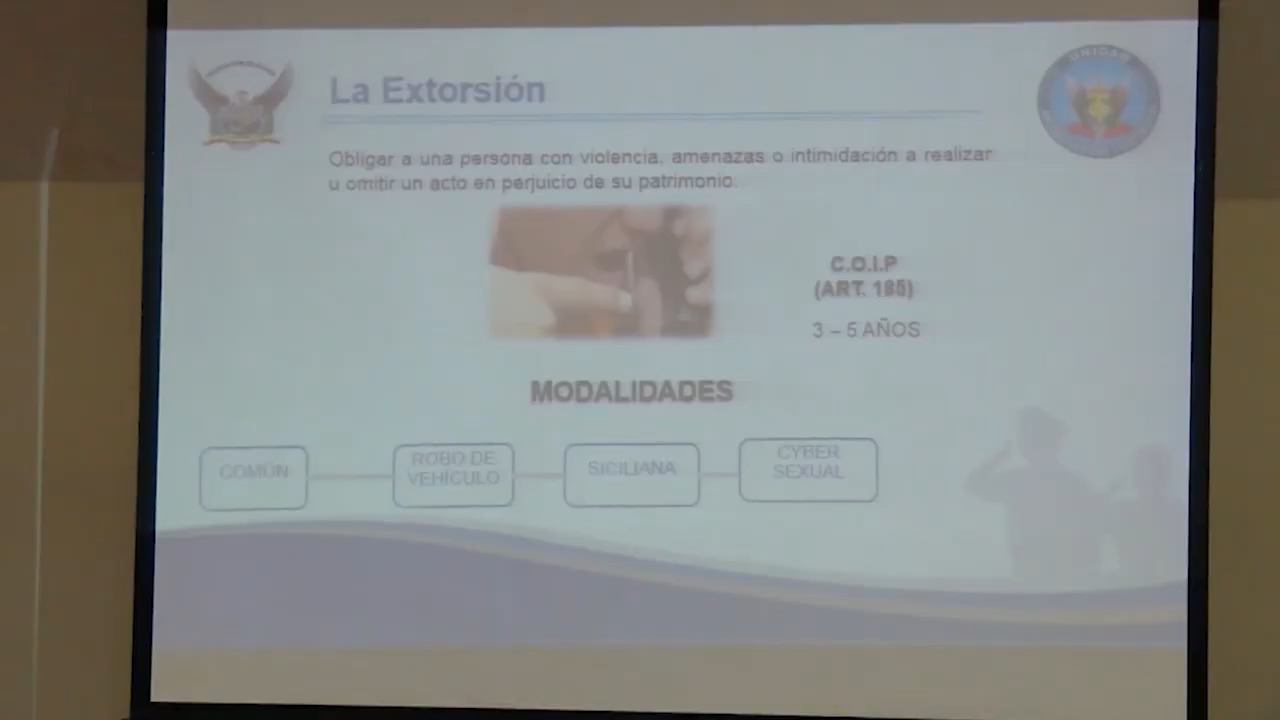 La Extorsión
UNIDAD
Obligar a una persona con violencia, amenazas o intimidación a realizar
u omitir un acto en perjuicio de su patrimonio.
C.O.I.P
(ART. 185)
3 – 5 AÑOS
MODALIDADES
COMÚN
ROBO DE
VEHÍCULO
SICILIANA
CYBER
SEXUAL